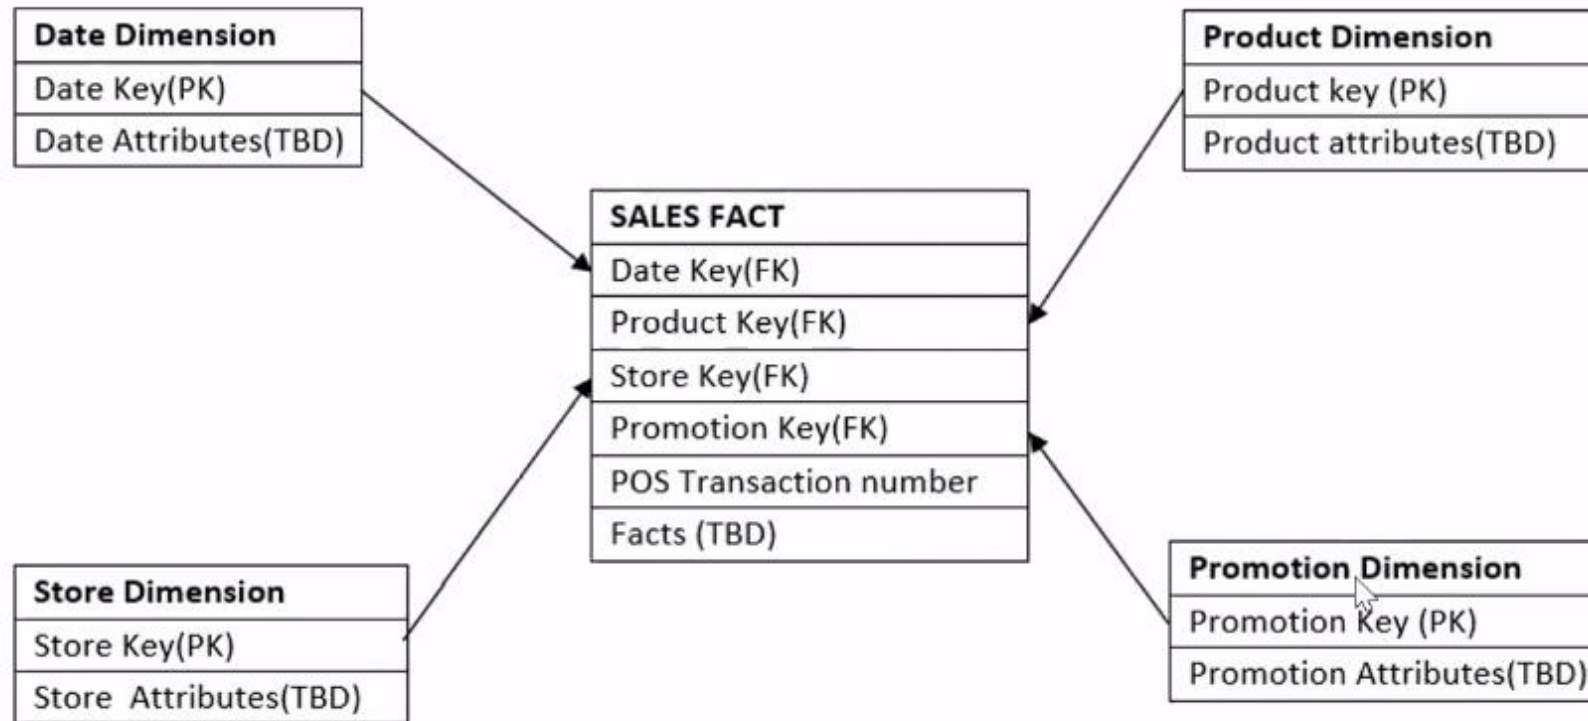 Date Dimension
Date Key(PK)
Date Attributes(TBD)
Product Dimension
Product key (PK)
Product attributes(TBD)
SALES FACT
Date Key(FK)
Product Key(FK)
Store Key(FK)
Promotion Key(FK)
POS Transaction number
Facts (TBD)
Store Dimension
Store Key(PK)
Store  Attributes(TBD)
Promotion Dimension
Promotion Key (PK)
Promotion Attributes(TBD)